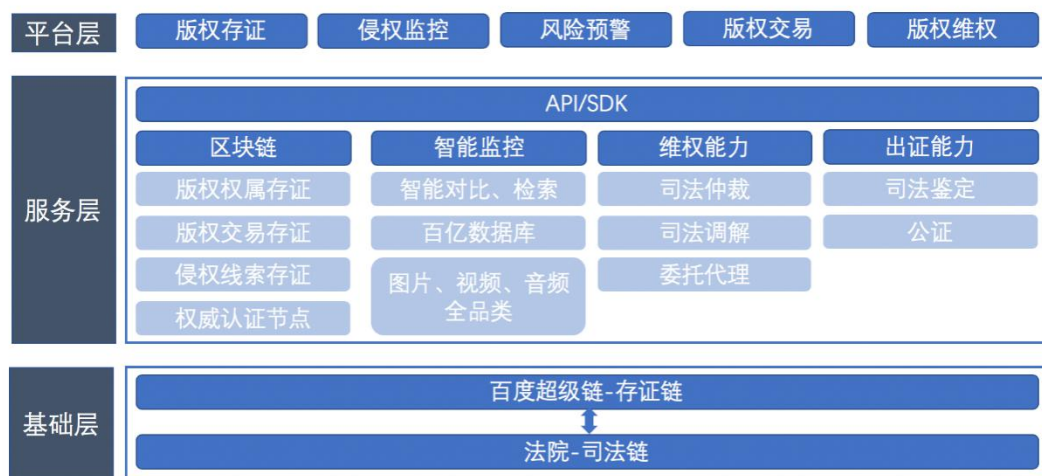 平台层
版权存证
侵权监控
风险预警
版权交易
版权维权
服务层
API/SDK
区块链
智能监控
维权能力
出证能力
版权权属存证
智能对比、检索
司法仲裁
司法鉴定
版权交易存证
百亿数据库
司法调解
公证
侵权线索存证
图片、视频、音频
全品类
委托代理
权威认证节点
基础层
百度超级链-存证链
法院-司法链